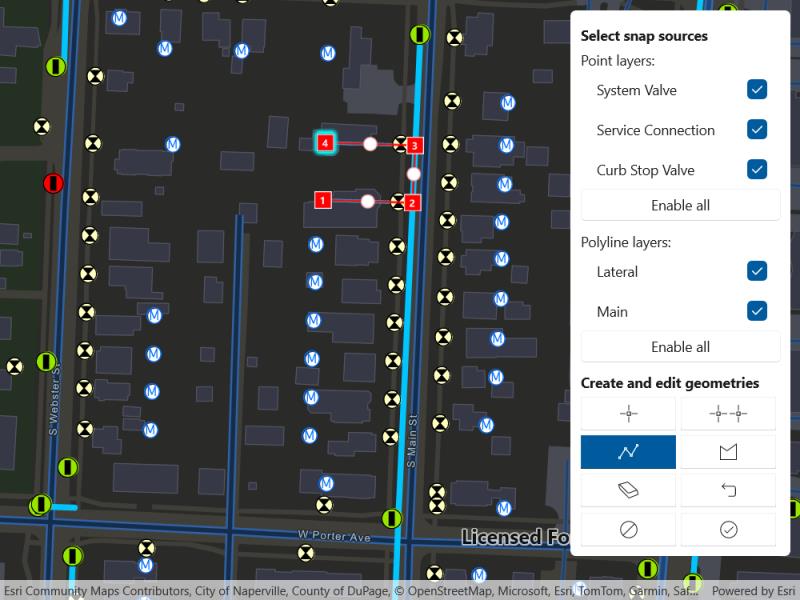 Select snap sources
Point layers:
System Valve
Service Connection
Curb Stop Valve
Enable all
Polyline layers:
Lateral
Main
Enable all
Create and edit geometries
4
3
1
2
S Webster St
S Main St
W Porter Ave
Licensed Fo
Esri Community Maps Contributors, City of Naperville, County of DuPage, © OpenStreetMap, Microsoft, Esri, TomTom, Garmin, Saf...
Powered by Esri